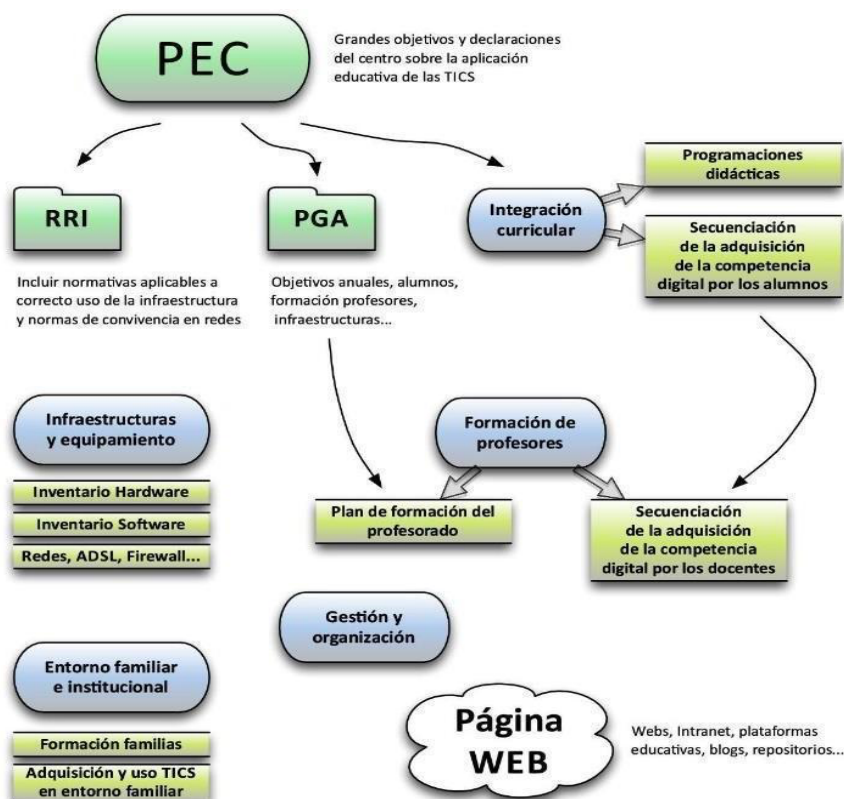 PEC
Grandes objetivos y declaraciones
del centro sobre la aplicación
educativa de las TICS
RRI
PGA
Integración
curricular
Programaciones
didácticas
Secuenciación
de la adquisición
de la competencia
digital por los alumnos
Incluir normativas aplicables a
correcto uso de la infraestructura
y normas de convivencia en redes
Objetivos anuales, alumnos,
formación profesores,
infraestructuras...
Infraestructuras
y equipamiento
Inventario Hardware
Inventario Software
Redes, ADSL, Firewall...
Formación de
profesores
Plan de formación del
profesorado
Secuenciación
de la adquisición
de la competencia
digital por los docentes
Gestión y
organización
Entorno familiar
e institucional
Formación familias
Adquisición y uso TICS
en entorno familiar
Página
WEB
Webs, Intranet, plataformas
educativas, blogs, repositorios...